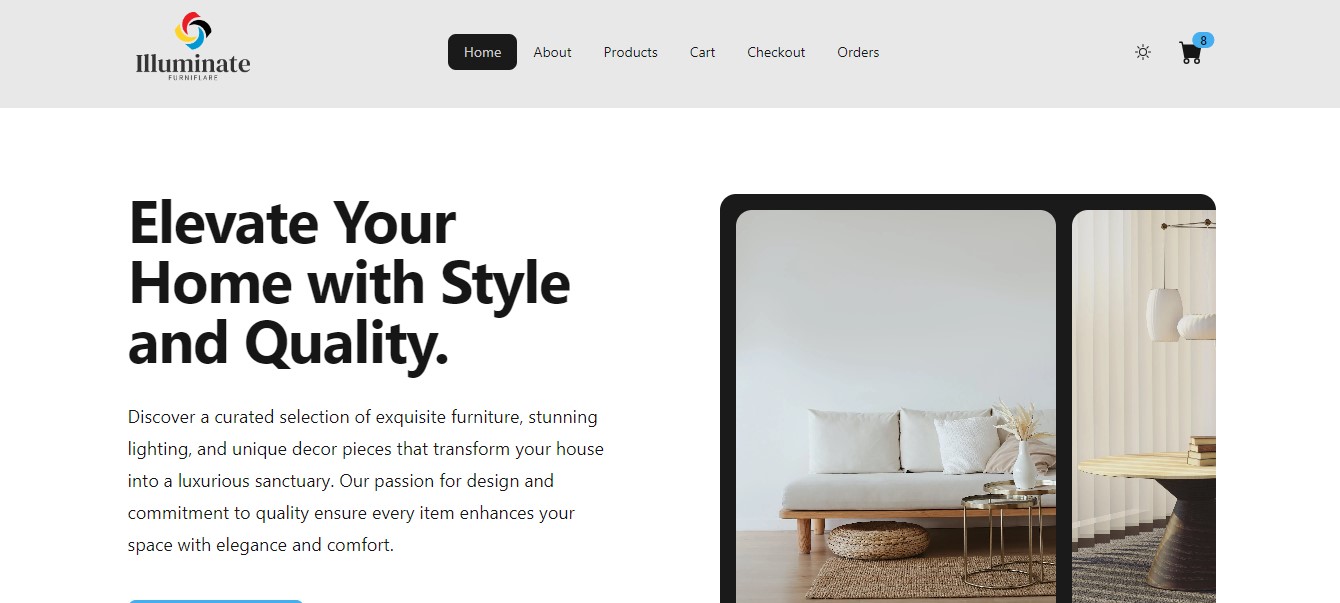 Illuminate
FURNIFLARE
Home About Products Cart Checkout Orders
8
Elevate Your
Home with Style
and Quality.
Discover a curated selection of exquisite furniture, stunning
lighting, and unique decor pieces that transform your house
into a luxurious sanctuary. Our passion for design and
commitment to quality ensure every item enhances your
space with elegance and comfort.